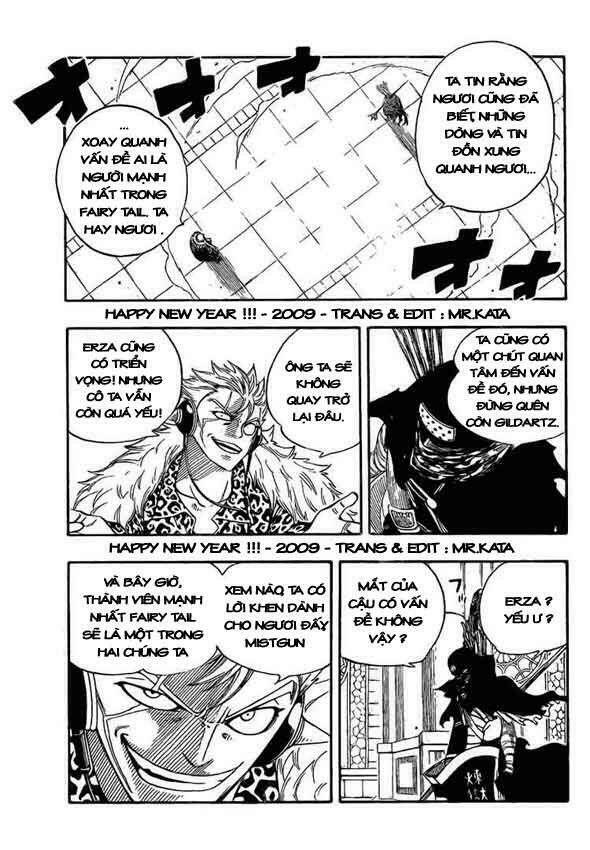 TA TIN RẰNG
NGƯƠI CŨNG ĐÃ
BIẾT, NHỮNG
DÒNG VÀ TIN
ĐỒN XUNG
QUANH NGƯƠI...
...
XOAY QUANH
VẤN ĐỀ AI LÀ
NGƯỜI MẠNH
NHẤT TRONG
FAIRY TAIL. TA
HAY NGƯƠI .
オオ
オオオ
HAPPY NEW YEAR !!! - 2009 - TRANS & EDIT : MR.KATA
TA CŨNG CÓ
MỘT CHÚT QUAN
TÂM ĐẾN VẤN
ĐỀ ĐÓ, NHƯNG
ĐỪNG QUÊN
CÒN GILDARTZ.
ÔNG TA SẼ
KHÔNG
QUAY TRỞ
LẠI ĐÂU.
ERZA CŨNG
CÓ TRIỂN
VỌNG! NHƯNG
CÔ TA VẪN
CÒN QUÁ YẾU!
HAPPY NEW YEAR !!! - 2009 - TRANS & EDIT : MR.KATA
ERZA ?
YẾU Ư ?
MẮT CỦA
CẬU CÓ VẤN
ĐỀ KHÔNG
VẬY ?
XEM NÀO, TA CÓ
LỜI KHEN DÀNH
CHO NGƯƠI ĐẤY,
MISTGUN
VÀ BÂY GIỜ,
THÀNH VIÊN MẠNH
NHẤT FAIRY TAIL
SẼ LÀ MỘT TRONG
HAI CHÚNG TA